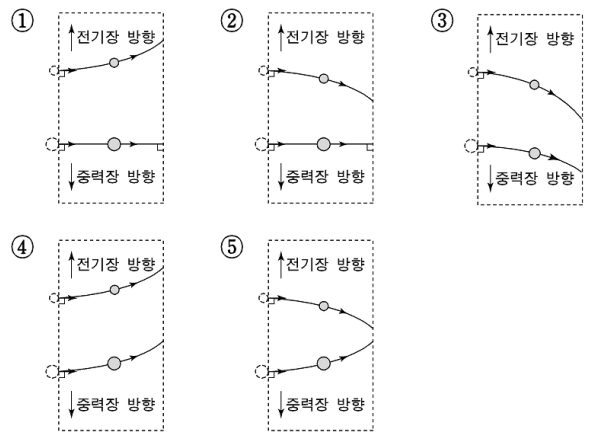 ①
전기장 방향
중력장 방향
②
전기장 방향
중력장 방향
③
전기장 방향
중력장 방향
④
전기장 방향
중력장 방향
⑤
전기장 방향
중력장 방향